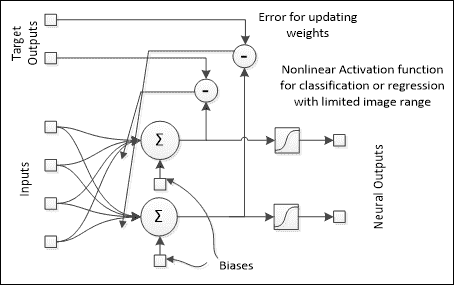 Target
Outputs
Error for updating
weights
-
-
Nonlinear Activation function
for classification or regression
with limited image range
Inputs
Σ
Σ
Neural Outputs
Biases